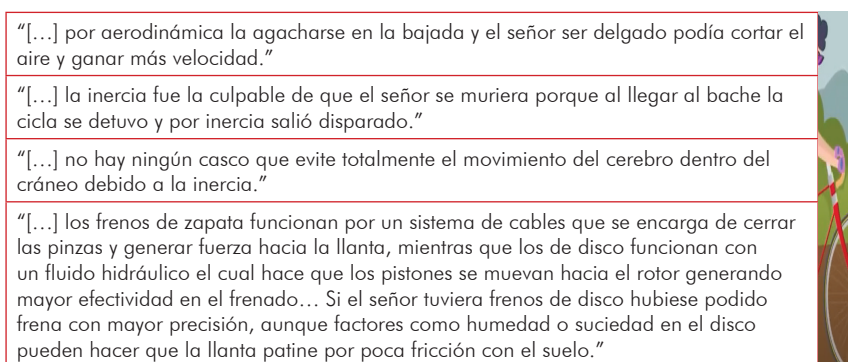 “[…] por aerodinámica la agacharse en la bajada y el señor ser delgado podía cortar el
aire y ganar más velocidad.”
“[…] la inercia fue la culpable de que el señor se muriera porque al llegar al bache la
cicla se detuvo y por inercia salió disparado.”
“[…] no hay ningún casco que evite totalmente el movimiento del cerebro dentro del
cráneo debido a la inercia.”
“[…] los frenos de zapata funcionan por un sistema de cables que se encarga de cerrar
las pinzas y generar fuerza hacia la llanta, mientras que los de disco funcionan con
un fluido hidráulico el cual hace que los pistones se muevan hacia el rotor generando
mayor efectividad en el frenado… Si el señor tuviera frenos de disco hubiese podido
frena con mayor precisión, aunque factores como humedad o suciedad en el disco
pueden hacer que la llanta patine por poca fricción con el suelo.”